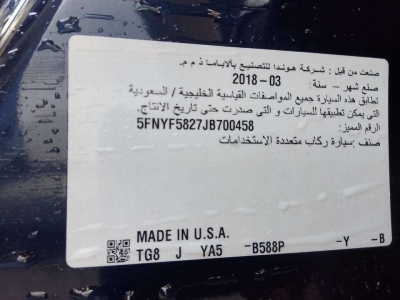 صنعت من قبل : شركة هوندا للتصنيع بألاباما ذ م م.
صنع شهر - سنة: 03-2018
تطابق هذه السيارة جميع المواصفات القياسية الخليجية / السعودية
التي يمكن تطبيقها للسيارات و التي صدرت حتى تاريخ الانتاج.
الرقم المميز: 5FNYF5827JB700458
صنف: سيارة ركاب متعددة الاستخدامات
MADE IN U.S.A.
TG8 J YA5 -B588P -Y -B